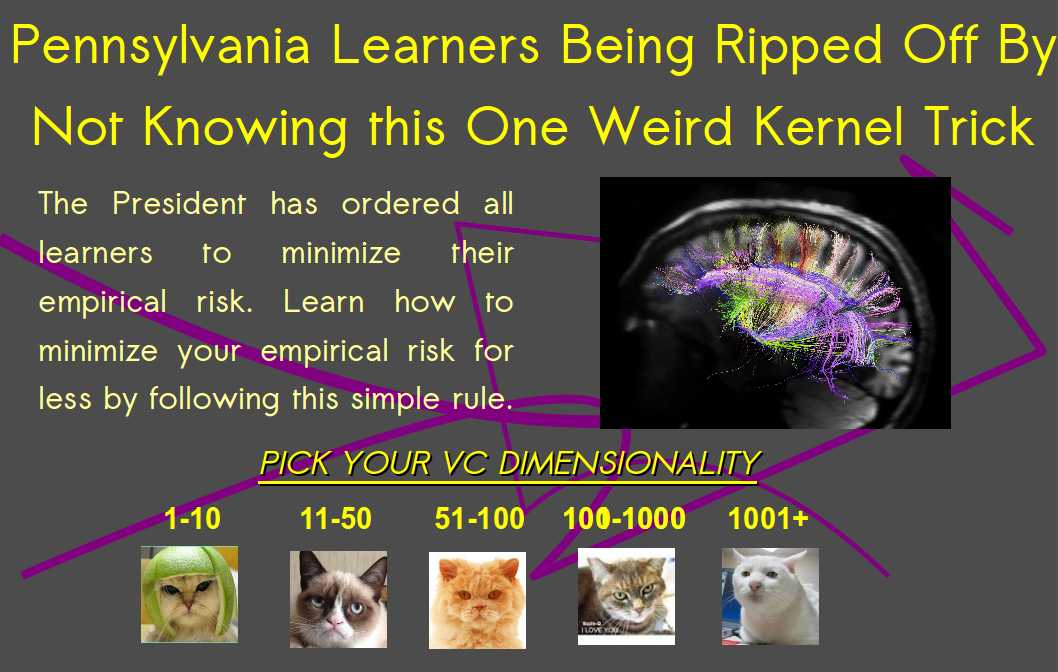 Pennsylvania Learners Being Ripped Off By
Not Knowing this One Weird Kernel Trick
The President has ordered all
learners to minimize their
empirical risk. Learn how to
minimize your empirical risk for
less by following this simple rule.
PICK YOUR VC DIMENSIONALITY
1-10 11-50 51-100 101-1000 1001+
I LOVE YOU